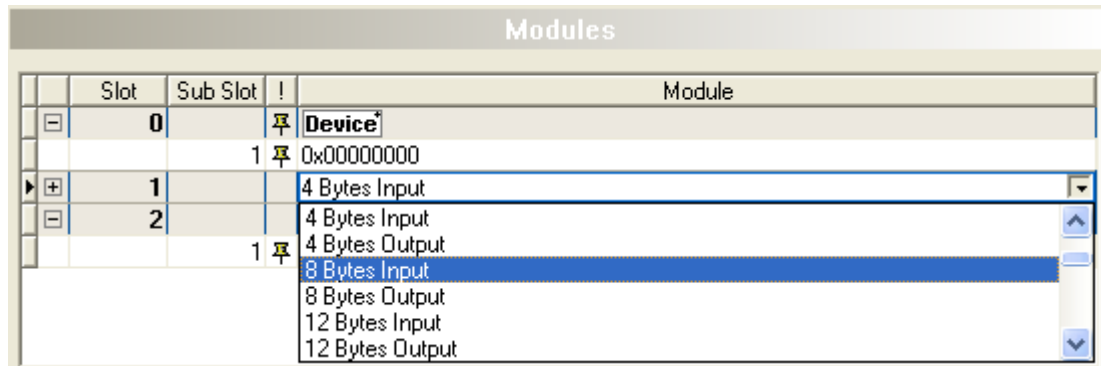 Modules
Slot Sub Slot ! Module
0 Device*
1 0x00000000
1 4 Bytes Input
2 4 Bytes Input
1 4 Bytes Output
8 Bytes Input
8 Bytes Output
12 Bytes Input
12 Bytes Output